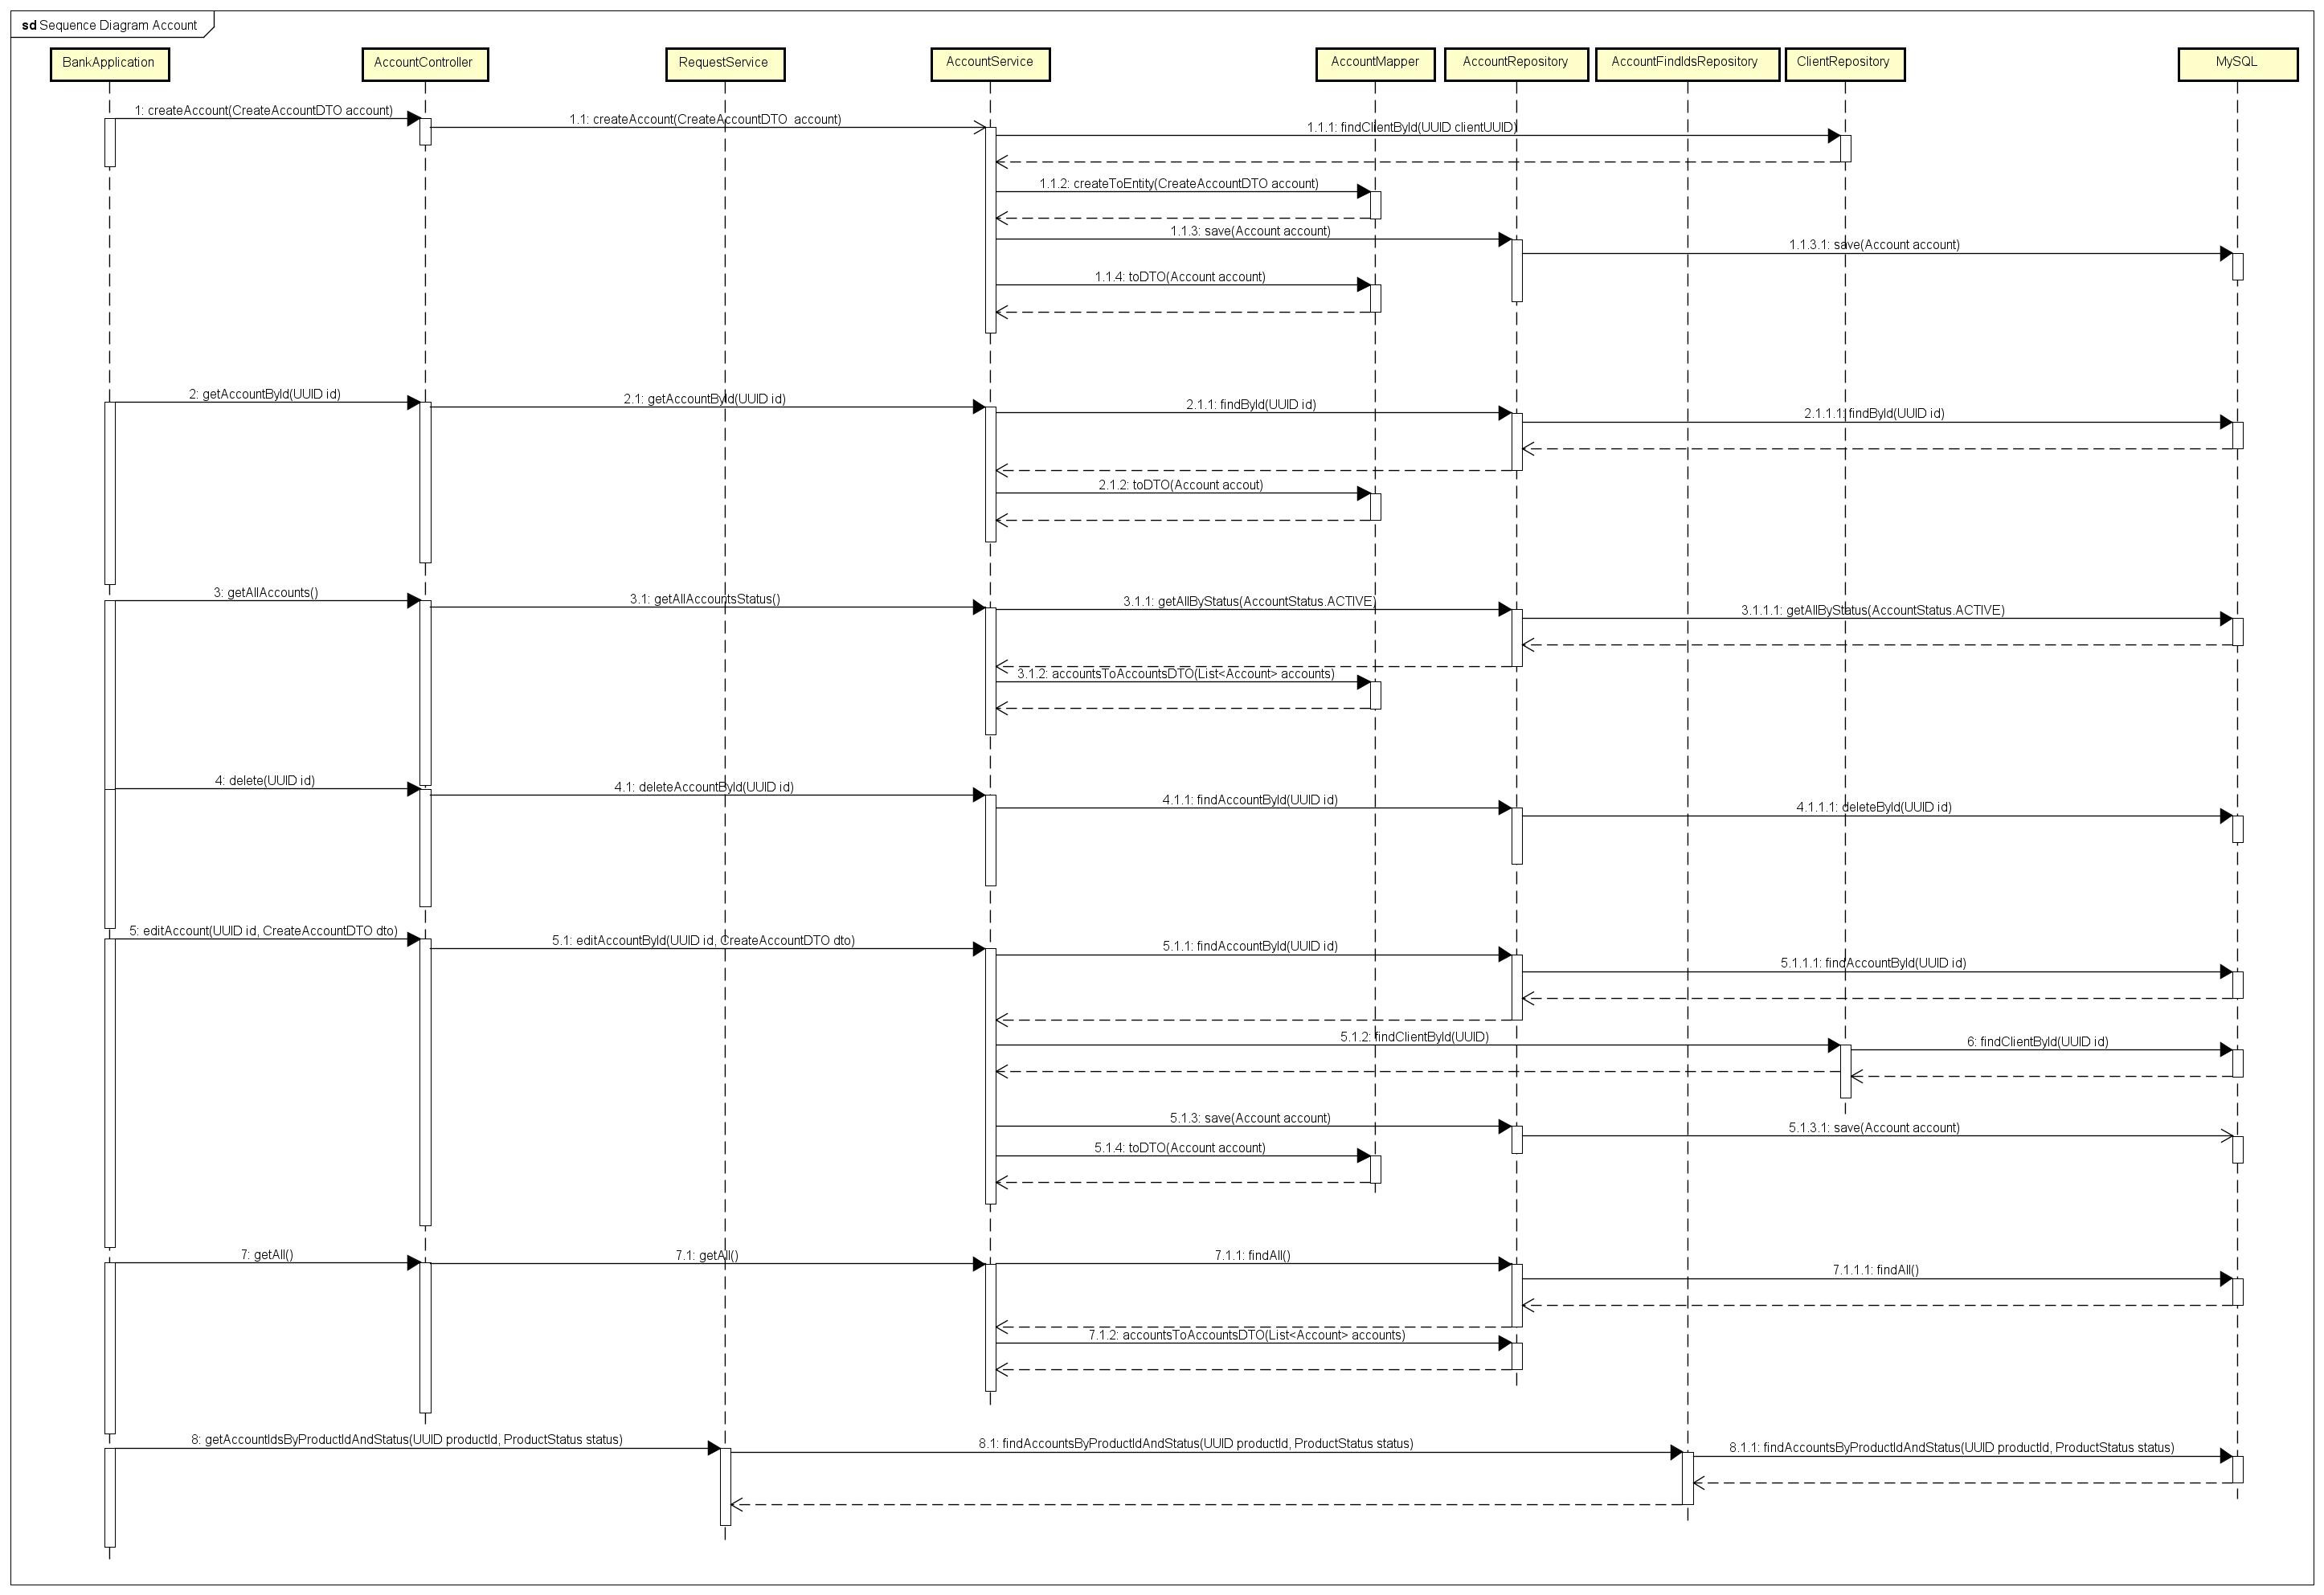 sd Sequence Diagram Account
BankApplication
AccountController
RequestService
AccountService
AccountMapper
AccountRepository
AccountFindIdsRepository
ClientRepository
MySQL
1: createAccount(CreateAccountDTO account)
1.1: createAccount(CreateAccountDTO  account)
1.1.1: findClientById(UUID clientUUID)
1.1.2: createToEntity(CreateAccountDTO account)
1.1.3: save(Account account)
1.1.3.1: save(Account account)
1.1.4: toDTO(Account account)
2: getAccountById(UUID id)
2.1: getAccountById(UUID id)
2.1.1: findById(UUID id)
2.1.1.1: findById(UUID id)
2.1.2: toDTO(Account accout)
3: getAllAccounts()
3.1: getAllAccountsStatus()
3.1.1: getAllByStatus(AccountStatus.ACTIVE)
3.1.1.1: getAllByStatus(AccountStatus.ACTIVE)
3.1.2: accountsToAccountsDTO(List<Account> accounts)
4: delete(UUID id)
4.1: deleteAccountById(UUID id)
4.1.1: findAccountById(UUID id)
4.1.1.1: deleteById(UUID id)
5: editAccount(UUID id, CreateAccountDTO dto)
5.1: editAccountById(UUID id, CreateAccountDTO dto)
5.1.1: findAccountById(UUID id)
5.1.1.1: findAccountById(UUID id)
5.1.2: findClientById(UUID)
6: findClientById(UUID id)
5.1.3: save(Account account)
5.1.3.1: save(Account account)
5.1.4: toDTO(Account account)
7: getAll()
7.1: getAll()
7.1.1: findAll()
7.1.1.1: findAll()
7.1.2: accountsToAccountsDTO(List<Account> accounts)
8: getAccountIdsByProductIdAndStatus(UUID productId, ProductStatus status)
8.1: findAccountsByProductIdAndStatus(UUID productId, ProductStatus status)
8.1.1: findAccountsByProductIdAndStatus(UUID productId, ProductStatus status)